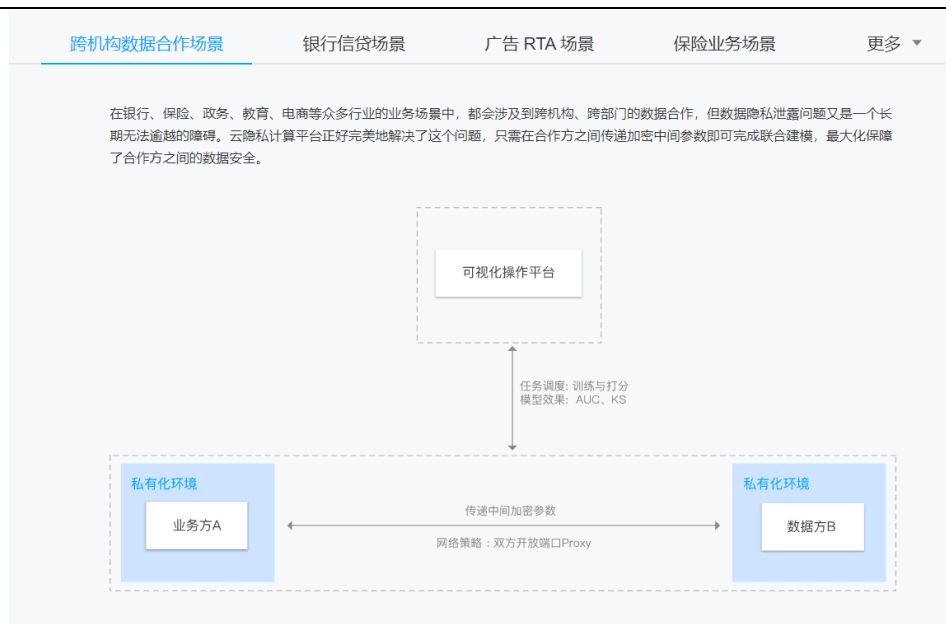 跨机构数据合作场景 银行信贷场景 广告 RTA 场景 保险业务场景 更多
在银行、保险、政务、教育、电商等众多行业的业务场景中，都会涉及到跨机构、跨部门的数据合作，但数据隐私泄露问题又是一个长
期无法逾越的障碍。云隐私计算平台正好完美地解决了这个问题，只需在合作方之间传递加密中间参数即可完成联合建模，最大化保障
了合作方之间的数据安全。
可视化操作平台
任务调度: 训练与打分
模型效果: AUC、KS
私有化环境
业务方A
传递中间加密参数
网络策略：双方开放端口Proxy
私有化环境
数据方B